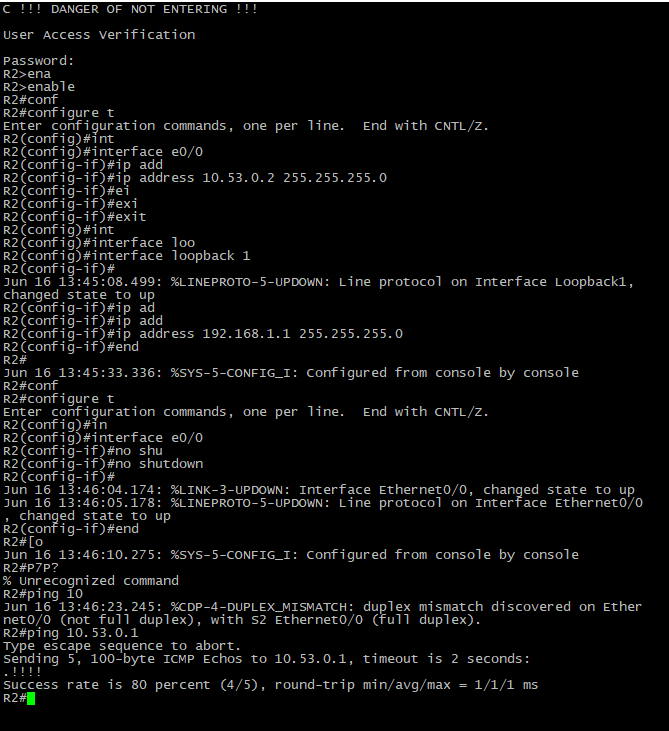 C !!! DANGER OF NOT ENTERING !!!
User Access Verification
Password:
R2>ena
R2>enable
R2#conf
R2#configure t
Enter configuration commands, one per line.  End with CNTL/Z.
R2(config)#int
R2(config)#interface e0/0
R2(config-if)#ip add
R2(config-if)#ip address 10.53.0.2 255.255.255.0
R2(config-if)#ei
R2(config-if)#exi
R2(config-if)#exit
R2(config)#int
R2(config)#interface loo
R2(config)#interface loopback 1
R2(config-if)#
Jun 16 13:45:08.499: %LINEPROTO-5-UPDOWN: Line protocol on Interface Loopback1,
changed state to up
R2(config-if)#ip ad
R2(config-if)#ip add
R2(config-if)#ip address 192.168.1.1 255.255.255.0
R2(config-if)#end
R2#
Jun 16 13:45:33.336: %SYS-5-CONFIG_I: Configured from console by console
R2#conf
R2#configure t
Enter configuration commands, one per line.  End with CNTL/Z.
R2(config)#in
R2(config)#interface e0/0
R2(config-if)#no shu
R2(config-if)#no shutdown
R2(config-if)#
Jun 16 13:46:04.174: %LINK-3-UPDOWN: Interface Ethernet0/0, changed state to up
Jun 16 13:46:05.178: %LINEPROTO-5-UPDOWN: Line protocol on Interface Ethernet0/0
, changed state to up
R2(config-if)#end
R2#[o
Jun 16 13:46:10.275: %SYS-5-CONFIG_I: Configured from console by console
R2#P7P?
% Unrecognized command
R2#ping 10
Jun 16 13:46:23.245: %CDP-4-DUPLEX_MISMATCH: duplex mismatch discovered on Ether
net0/0 (not full duplex), with S2 Ethernet0/0 (full duplex).
R2#ping 10.53.0.1
Type escape sequence to abort.
Sending 5, 100-byte ICMP Echos to 10.53.0.1, timeout is 2 seconds:
.!!!!
Success rate is 80 percent (4/5), round-trip min/avg/max = 1/1/1 ms
R2#